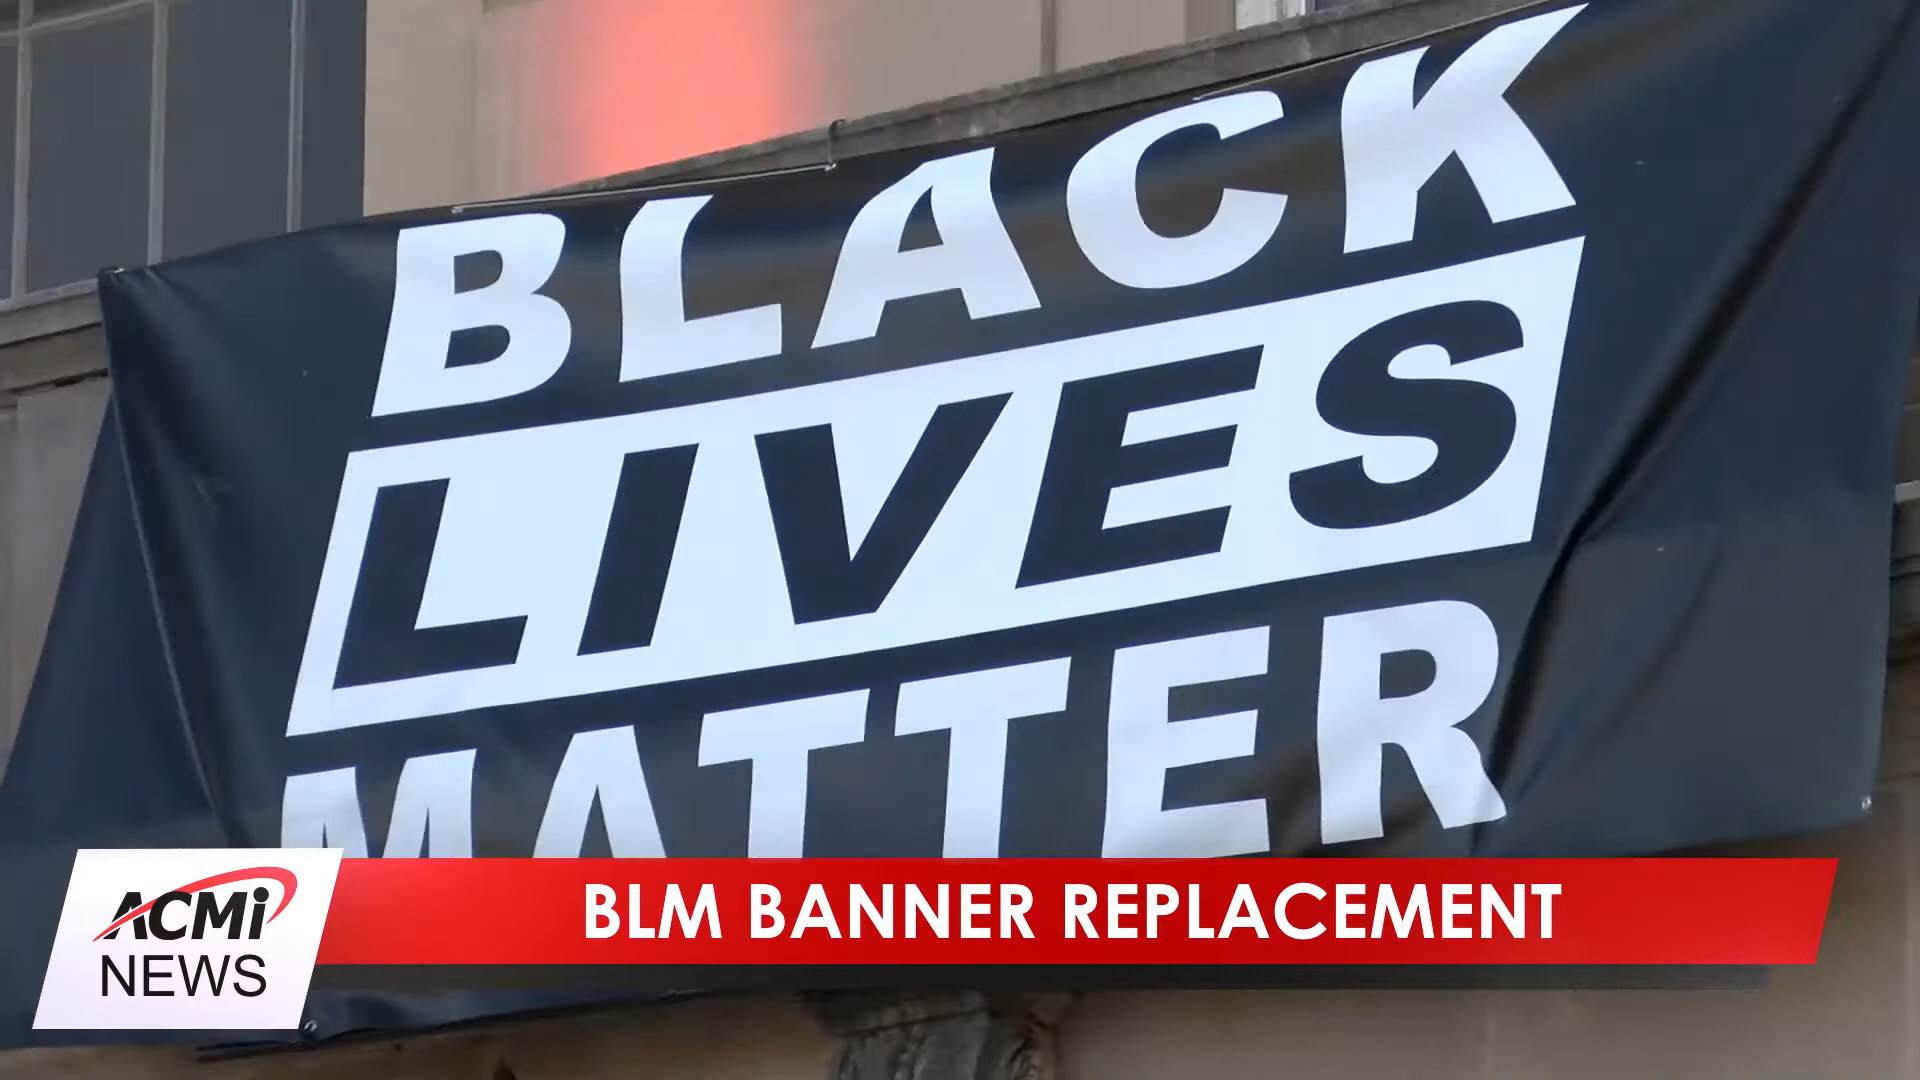 BLACK
LIVES
MATTER
ACMi
NEWS
BLM BANNER REPLACEMENT